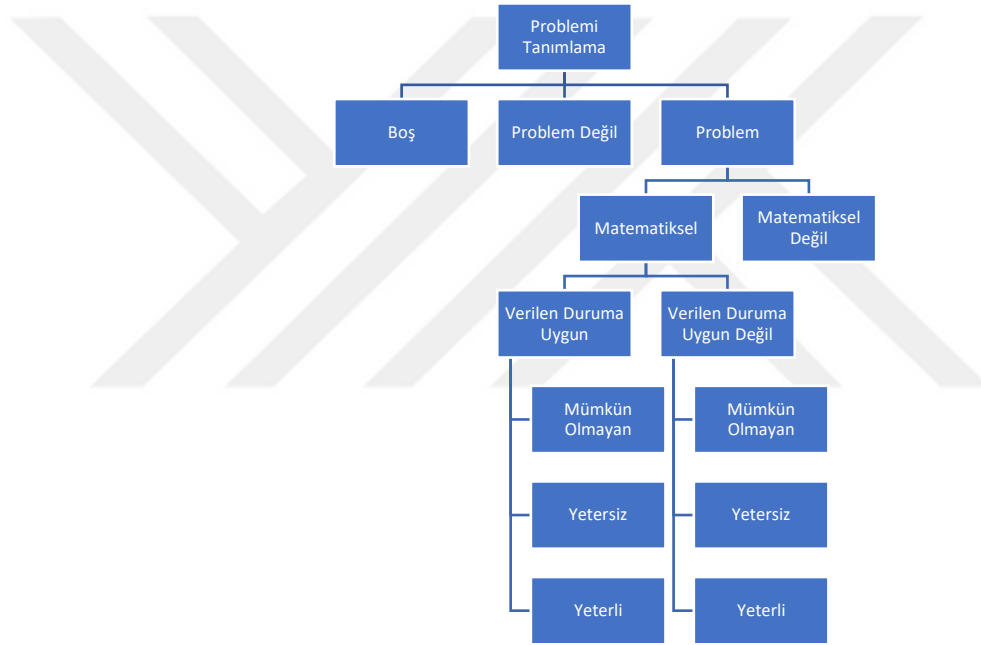 Problemi
Tanımlama
Boş
Problem Değil
Problem
Matematiksel
Matematiksel
Değil
Verilen Duruma
Uygun
Verilen Duruma
Uygun Değil
Mümkün
Olmayan
Mümkün
Olmayan
Yetersiz
Yetersiz
Yeterli
Yeterli